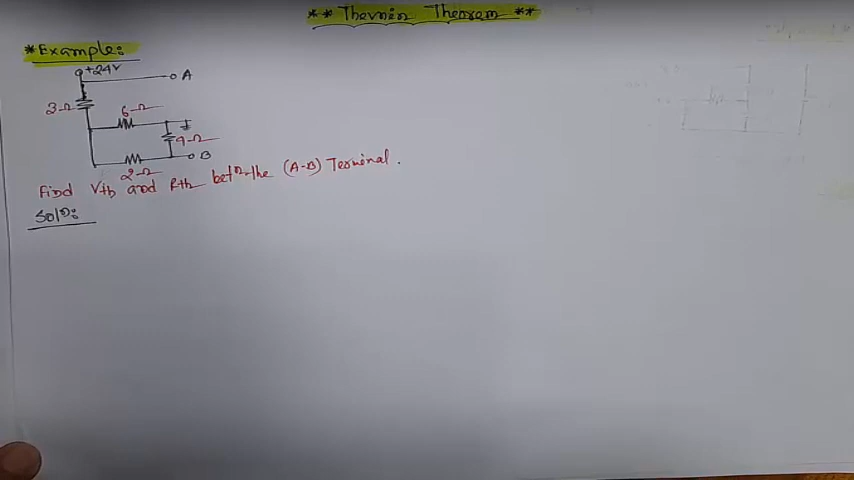 ** Thevnin Theorem **
*Example:
+24V
A
3-Ω
6-Ω
9-Ω
B
2-Ω
Find Vth and Rth betn the (A-B) Terminal.
Soln: